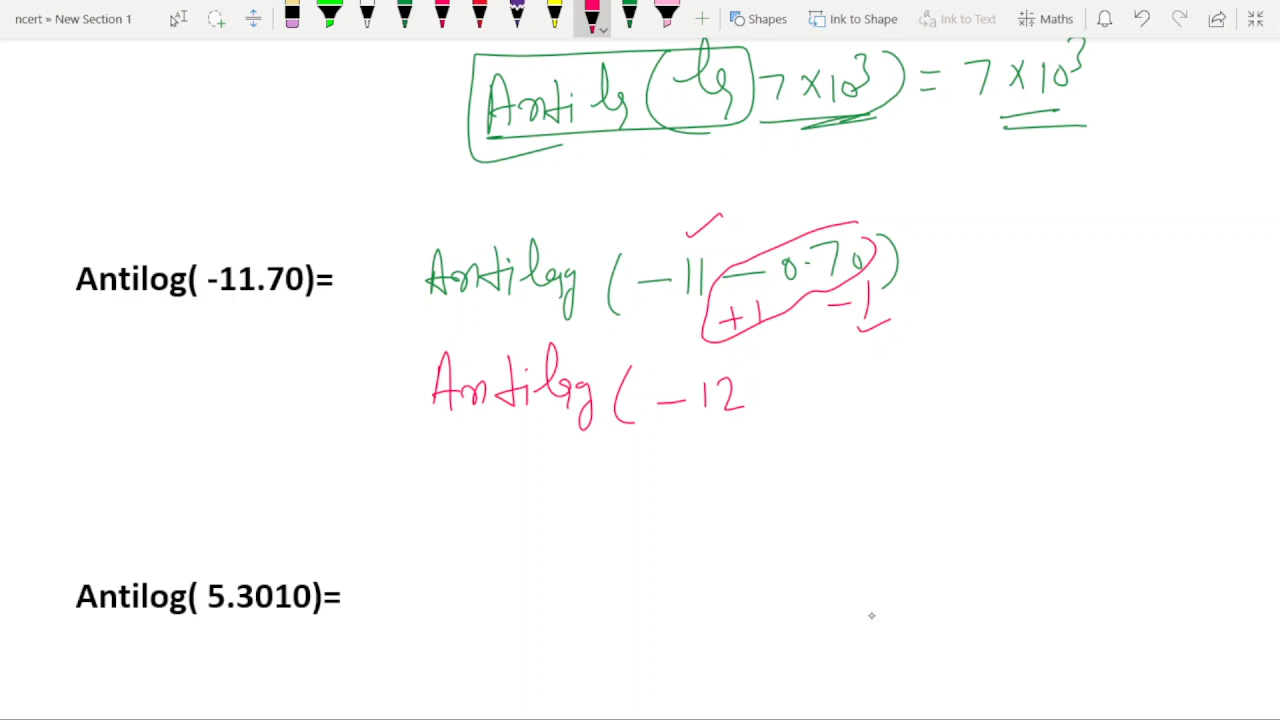 ncert » New Section 1 Shapes Ink to Shape Ink to Text Maths
Antilog (log 7 × 10³) = 7 × 10³
Antilog( -11.70)= Antilog ( - 11 - 0.70)
+1 -1
Antilog ( - 12
Antilog( 5.3010)=